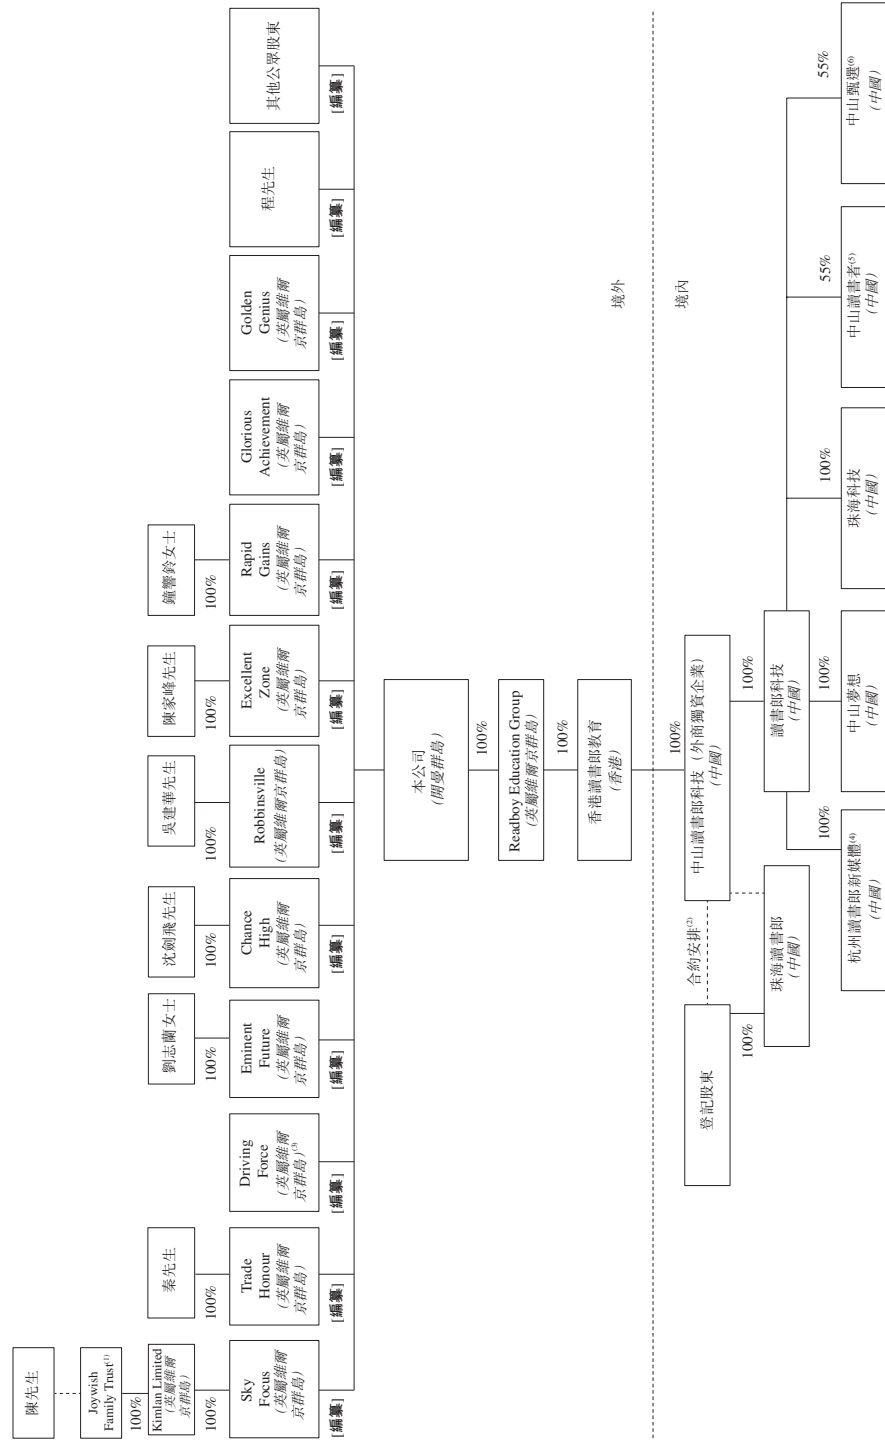 陳先生
Joywish
Family Trust(1)
100%
Kimlan Limited
(英屬維爾
京群島)
秦先生
劉志蘭女士
沈劍飛先生
吳建華先生
陳家峰先生
鐘響鈴女士
100%
100%
100%
100%
100%
100%
100%
Sky
Focus
(英屬維爾
京群島)
Trade
Honour
(英屬維爾
京群島)
Driving
Force
(英屬維爾
京群島)(3)
Eminent
Future
(英屬維爾
京群島)
Chance
High
(英屬維爾
京群島)
Robbinsville
(英屬維爾京群島)
Excellent
Zone
(英屬維爾
京群島)
Rapid
Gains
(英屬維爾
京群島)
Glorious
Achievement
(英屬維爾
京群島)
Golden
Genius
(英屬維爾
京群島)
程先生
其他公眾股東
[編纂]
[編纂]
[編纂]
[編纂]
[編纂]
[編纂]
[編纂]
[編纂]
[編纂]
[編纂]
[編纂]
[編纂]
本公司
(開曼群島)
100%
Readboy Education Group
(英屬維爾京群島)
100%
香港讀書郎教育
(香港)
境外
境內
100%
登記股東
合約安排(2)
中山讀書郎科技(外商獨資企業)
(中國)
100%
100%
珠海讀書郎
(中國)
讀書郎科技
(中國)
100%
100%
100%
55%
55%
杭州讀書郎新媒體(4)
(中國)
中山夢想
(中國)
珠海科技
(中國)
中山讀書者(5)
(中國)
中山甄選(6)
(中國)